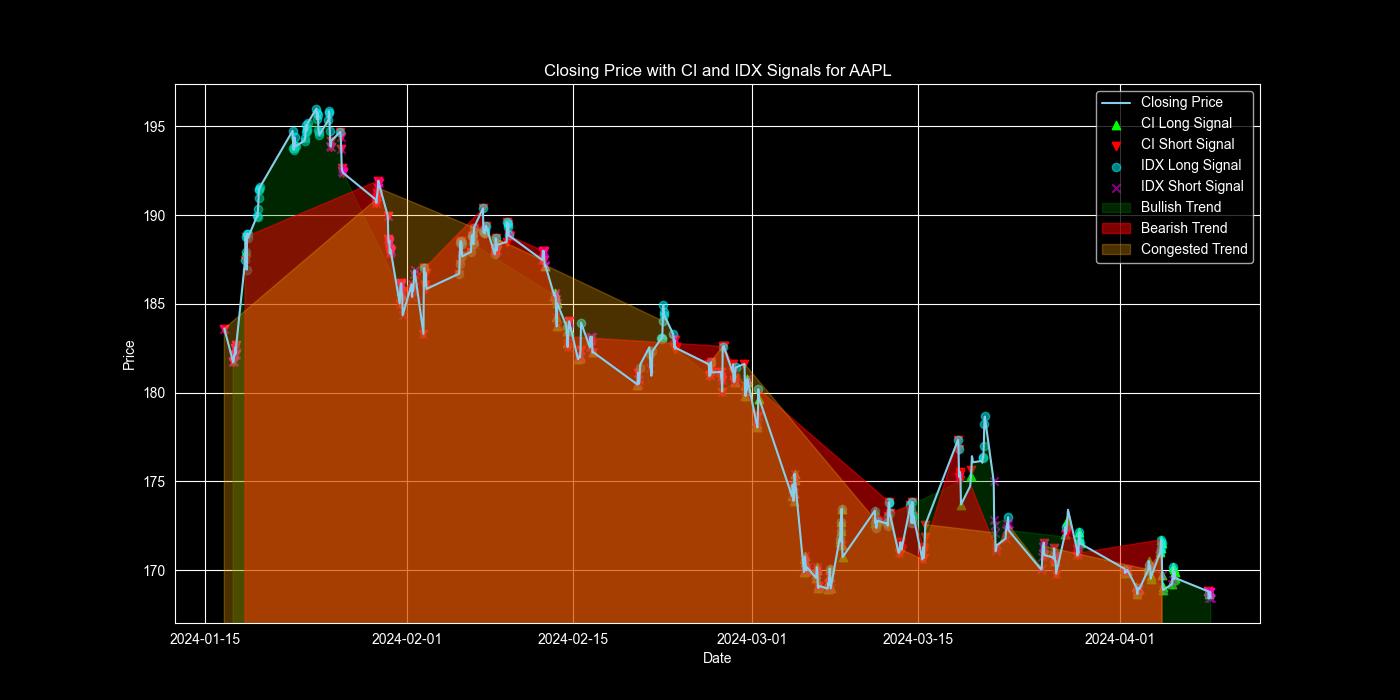 Closing Price with CI and IDX Signals for AAPL
Closing Price
CI Long Signal
CI Short Signal
IDX Long Signal
IDX Short Signal
Bullish Trend
Bearish Trend
Congested Trend
Price
195
190
185
180
175
170
2024-01-15
2024-02-01
2024-02-15
2024-03-01
2024-03-15
2024-04-01
Date